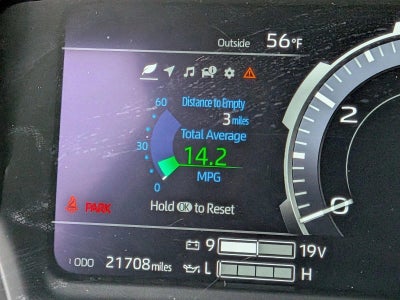 Outside 56°F
60
Distance to Empty
3 miles
Total Average
30
14.2
0
MPG
Hold OK to Reset
PARK
2
0
9 19V
ODO 21708 miles
L H